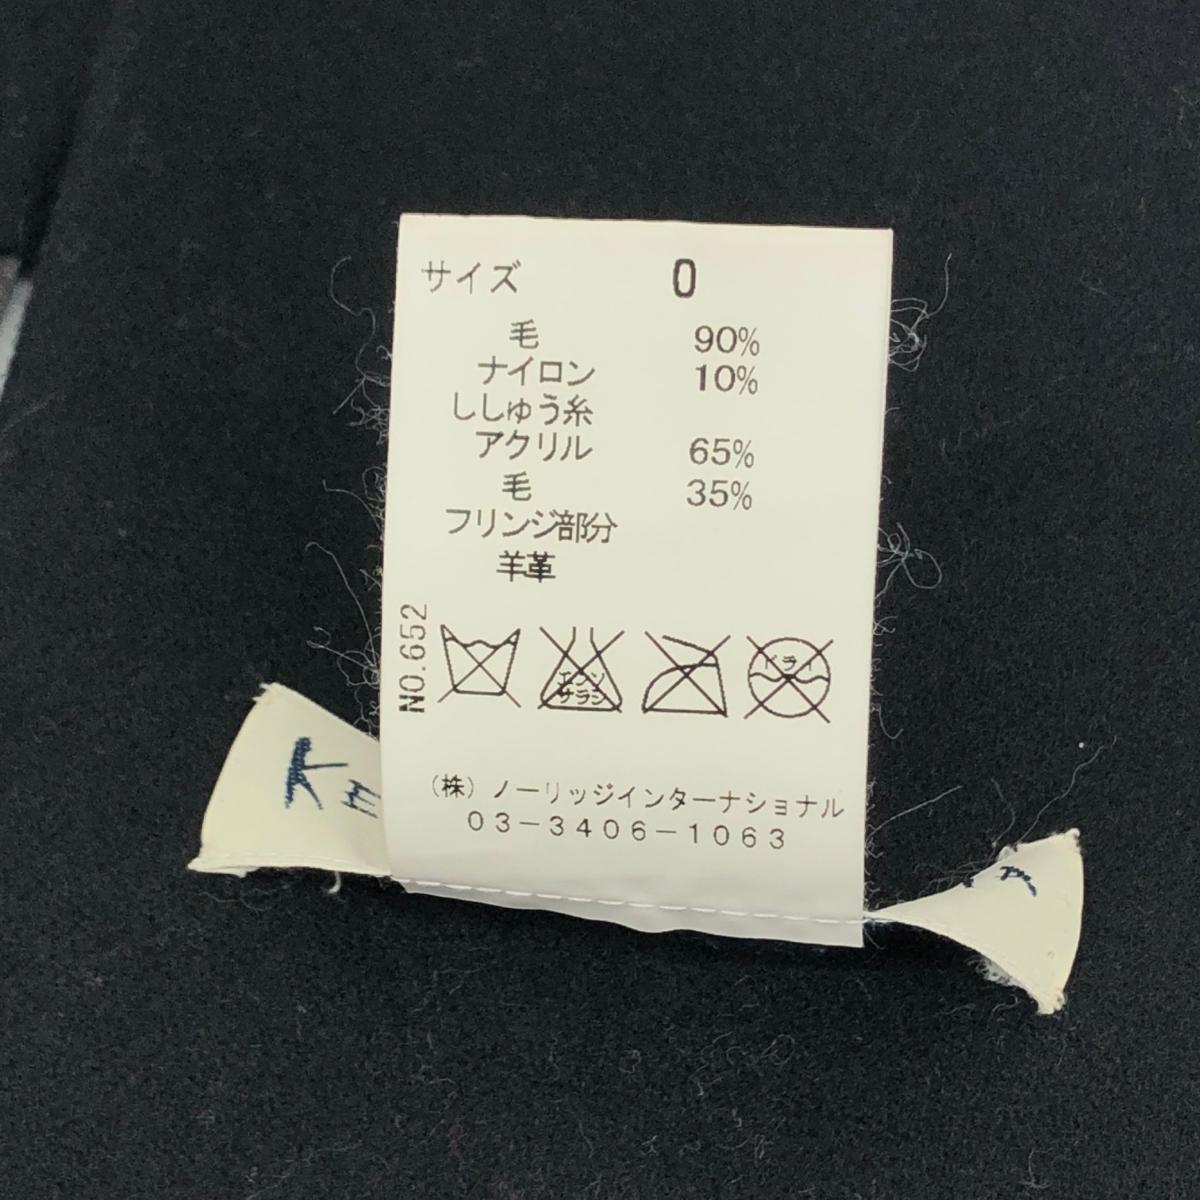 サイズ 0
毛 90%
ナイロン 10%
ししゅう糸
アクリル 65%
毛 35%
フリンジ部分
羊革
NO.652
エンソ
サラシ
ドライ
(株) ノーリッジインターナショナル
03-3406-1063